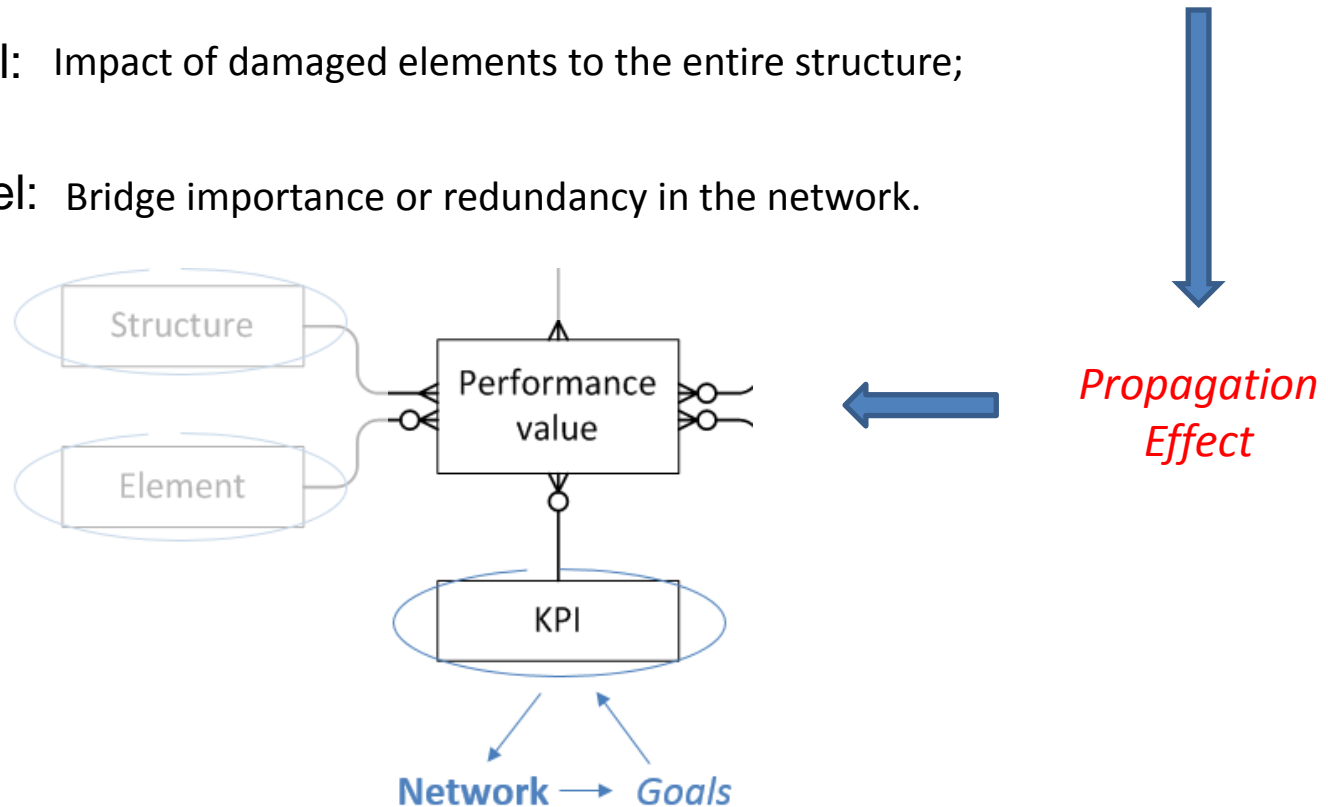 l: Impact of damaged elements to the entire structure;
el: Bridge importance or redundancy in the network.
Structure
Performance
value
Element
Propagation
Effect
KPI
Network
Goals